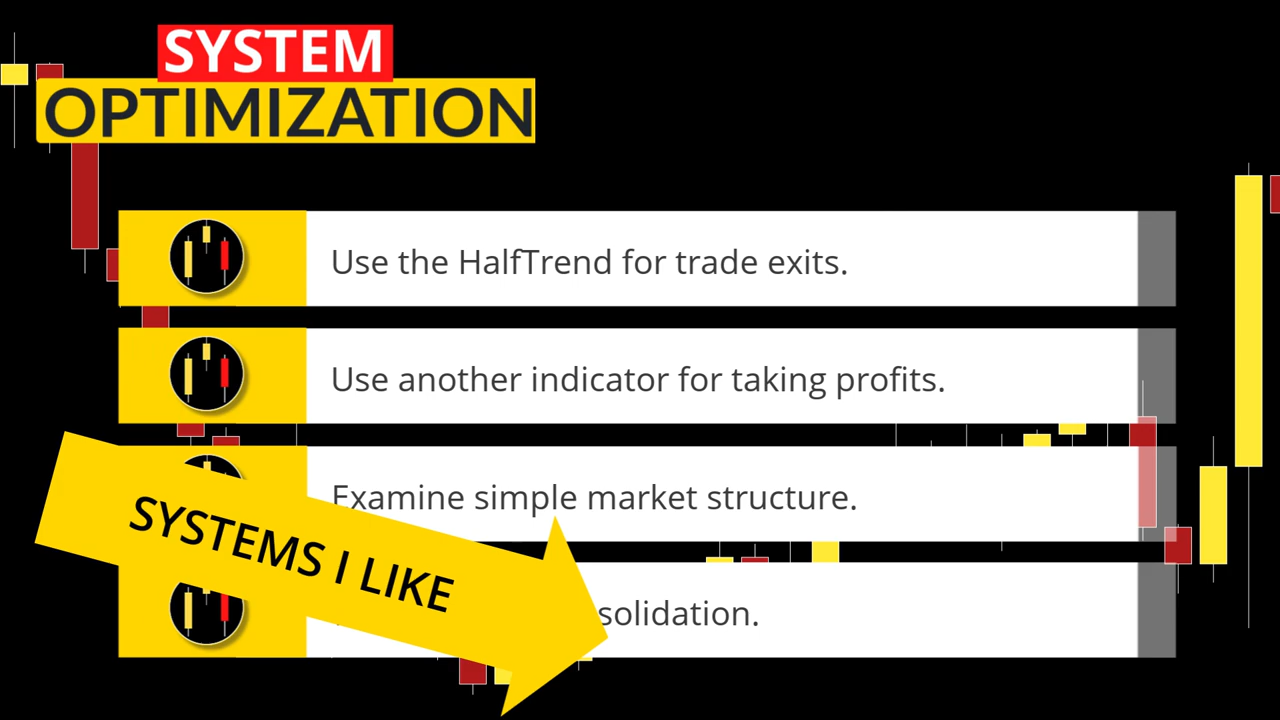 SYSTEM
OPTIMIZATION
Use the HalfTrend for trade exits.
Use another indicator for taking profits.
Examine simple market structure.
SYSTEMS I LIKE